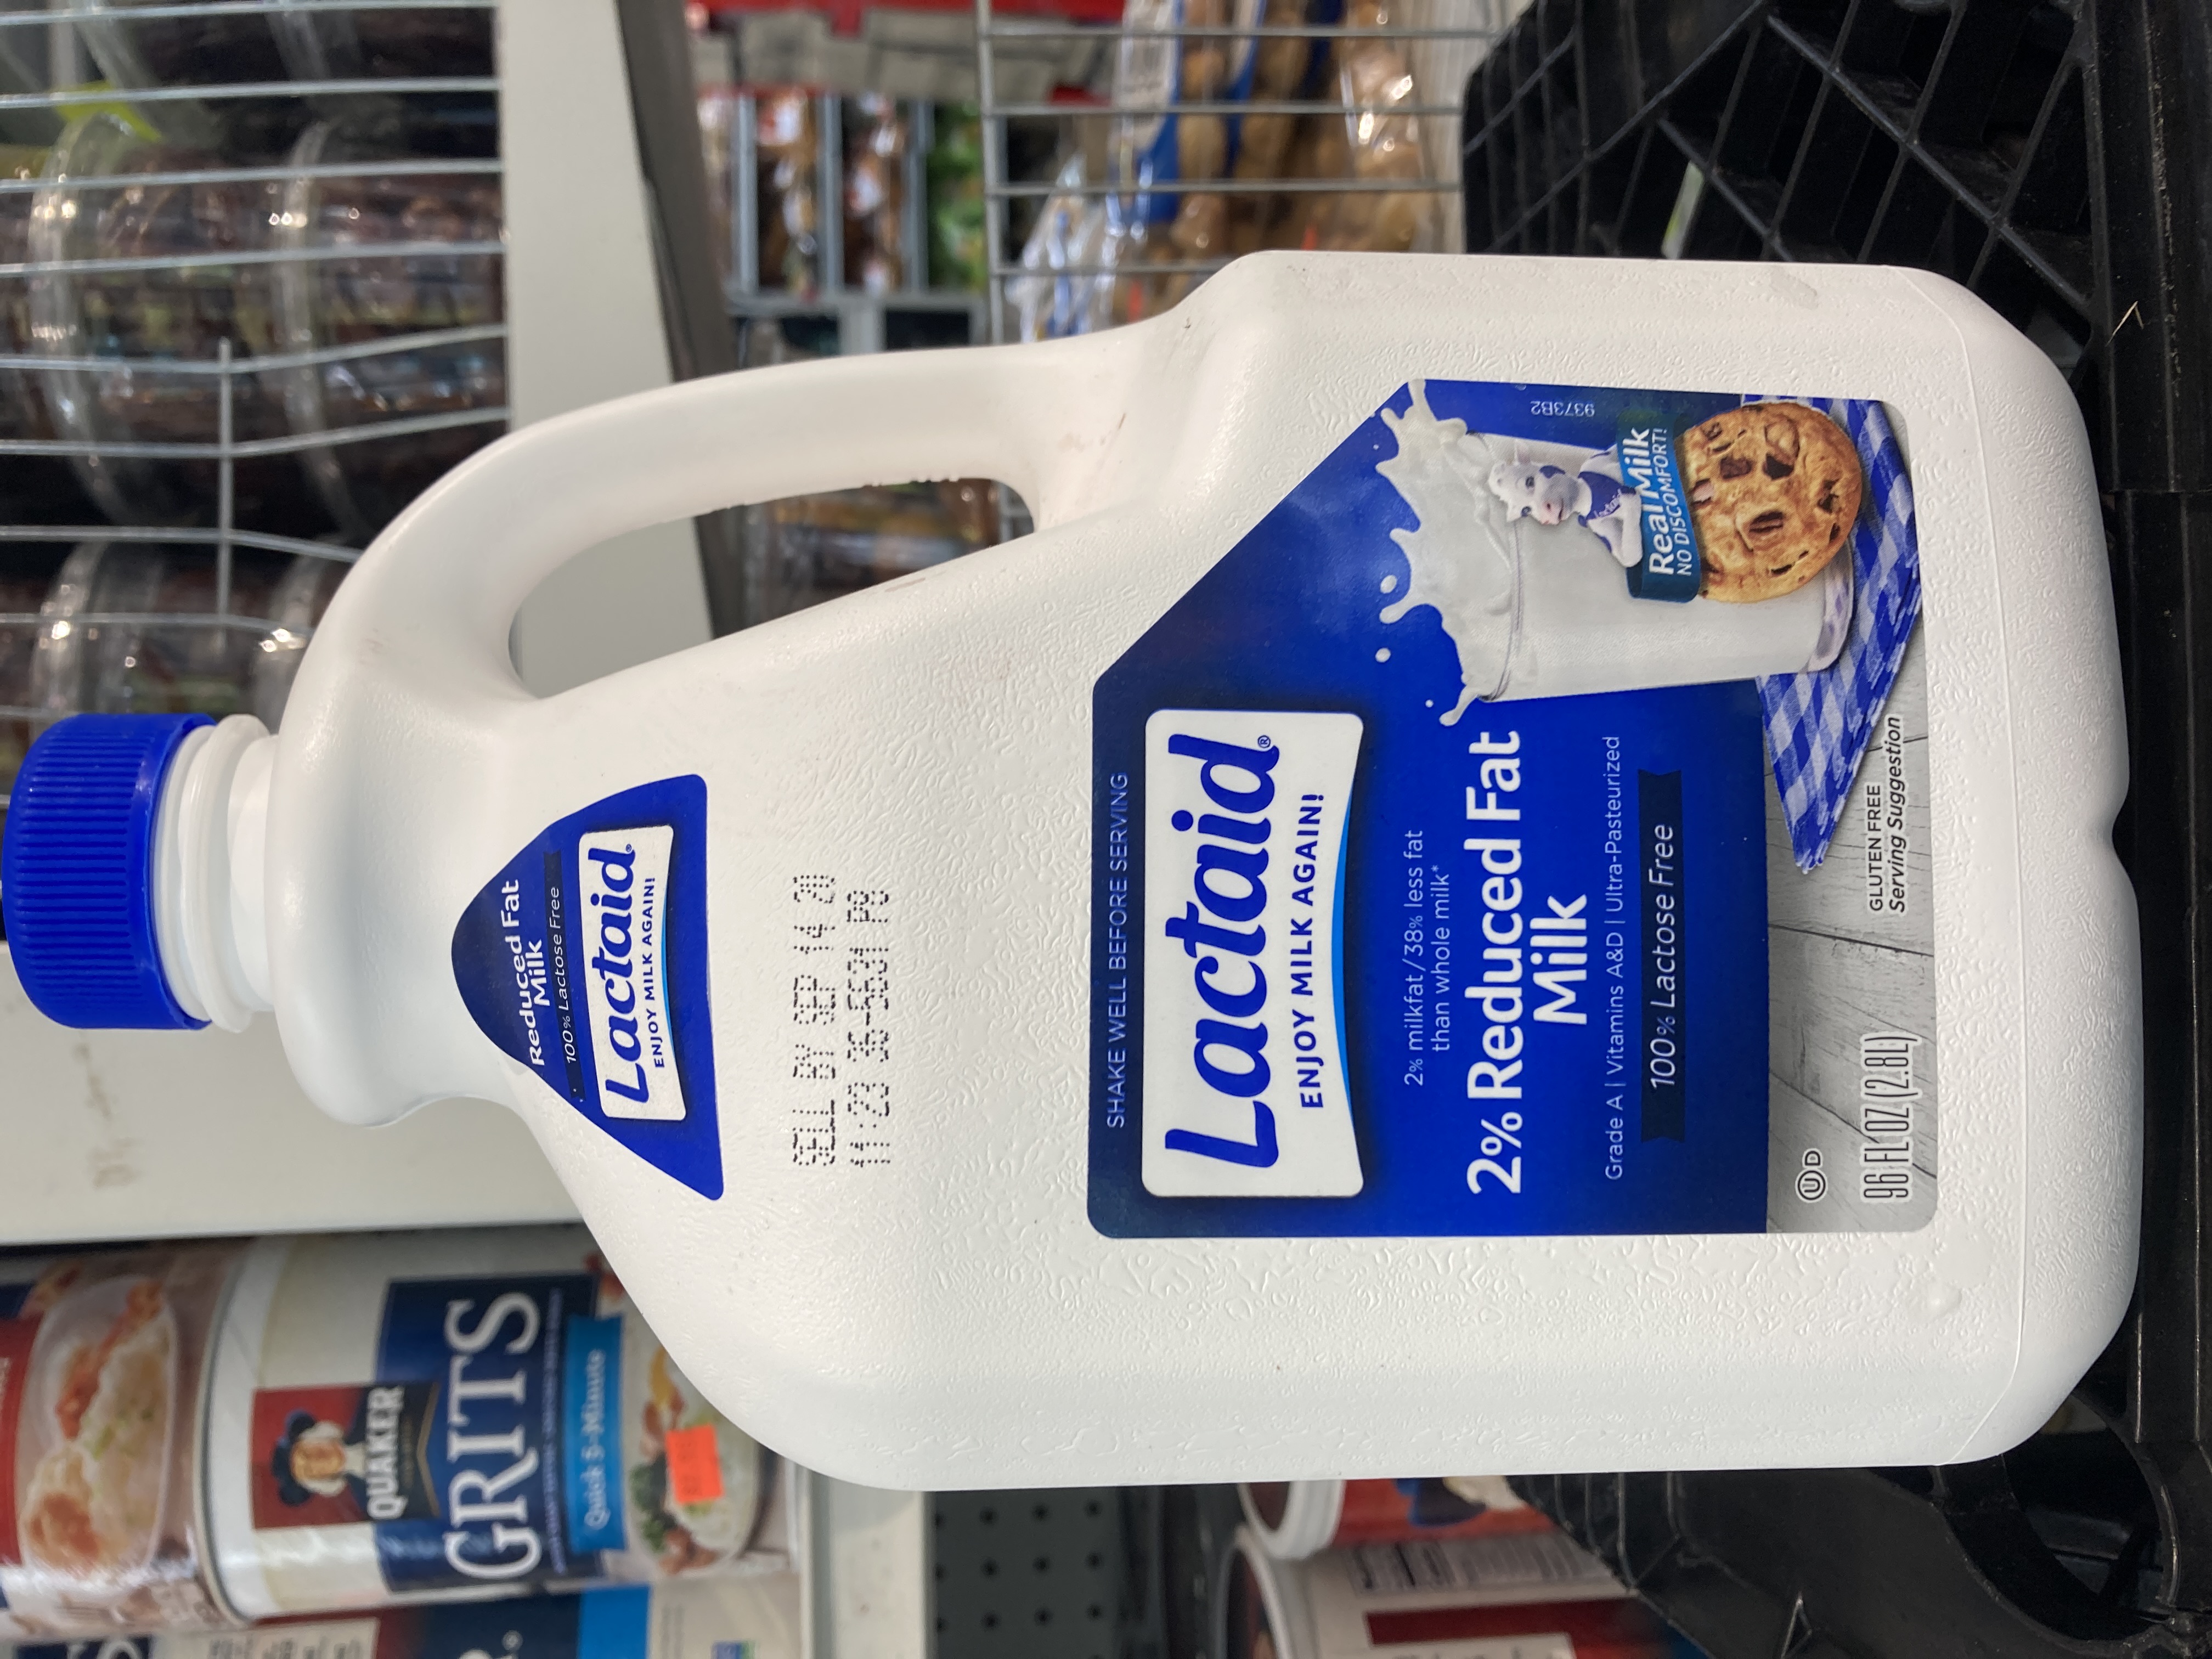 QUAKER
GRITS
Quick 5-Minute
Reduced Fat
Milk
100% Lactose Free
Lactaid®
ENJOY MILK AGAIN!
SELL BY SEP 14 20
11:23 36-5531 P8
SHAKE WELL BEFORE SERVING
Lactaid®
ENJOY MILK AGAIN!
2% milkfat/38% less fat
than whole milk*
2% Reduced Fat
Milk
Grade A | Vitamins A&D | Ultra-Pasteurized
100% Lactose Free
Real Milk
NO DISCOMFORT!
9373B2
U D
96 FL OZ (2.8L)
GLUTEN FREE
Serving Suggestion